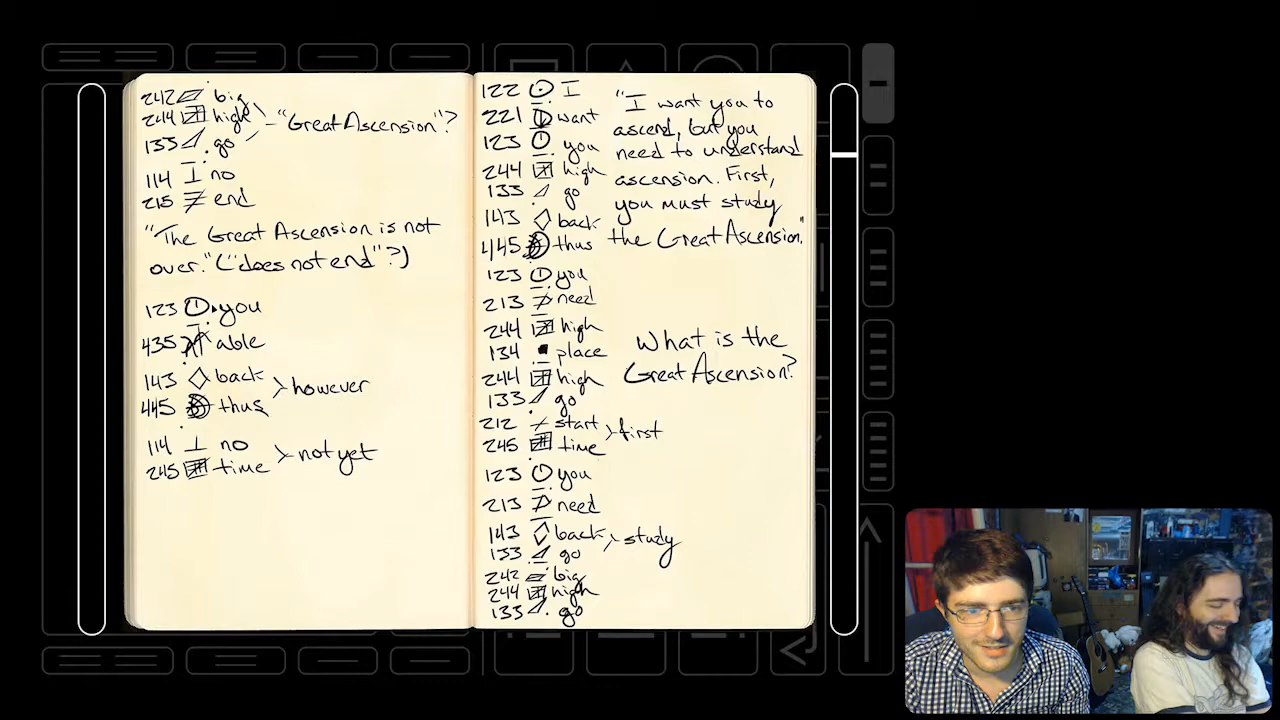 242 big
244 high
133 go
"Great Ascension"?
114 no
215 end
"The Great Ascension is not
over." ("does not end"?)
123 you
435 able
143 back
445 thus
however
114 no
245 time
not yet
122 I
221 want
123 you
244 high
133 go
143 back
445 thus
123 you
213 need
244 high
134 place
244 high
133 go
212 start
245 time
first
123 you
213 need
143 back
133 go
study
242 big
244 high
133 go
"I want you to
ascend, but you
need to understand
ascension. First,
you must study
the Great Ascension.
What is the
Great Ascension?